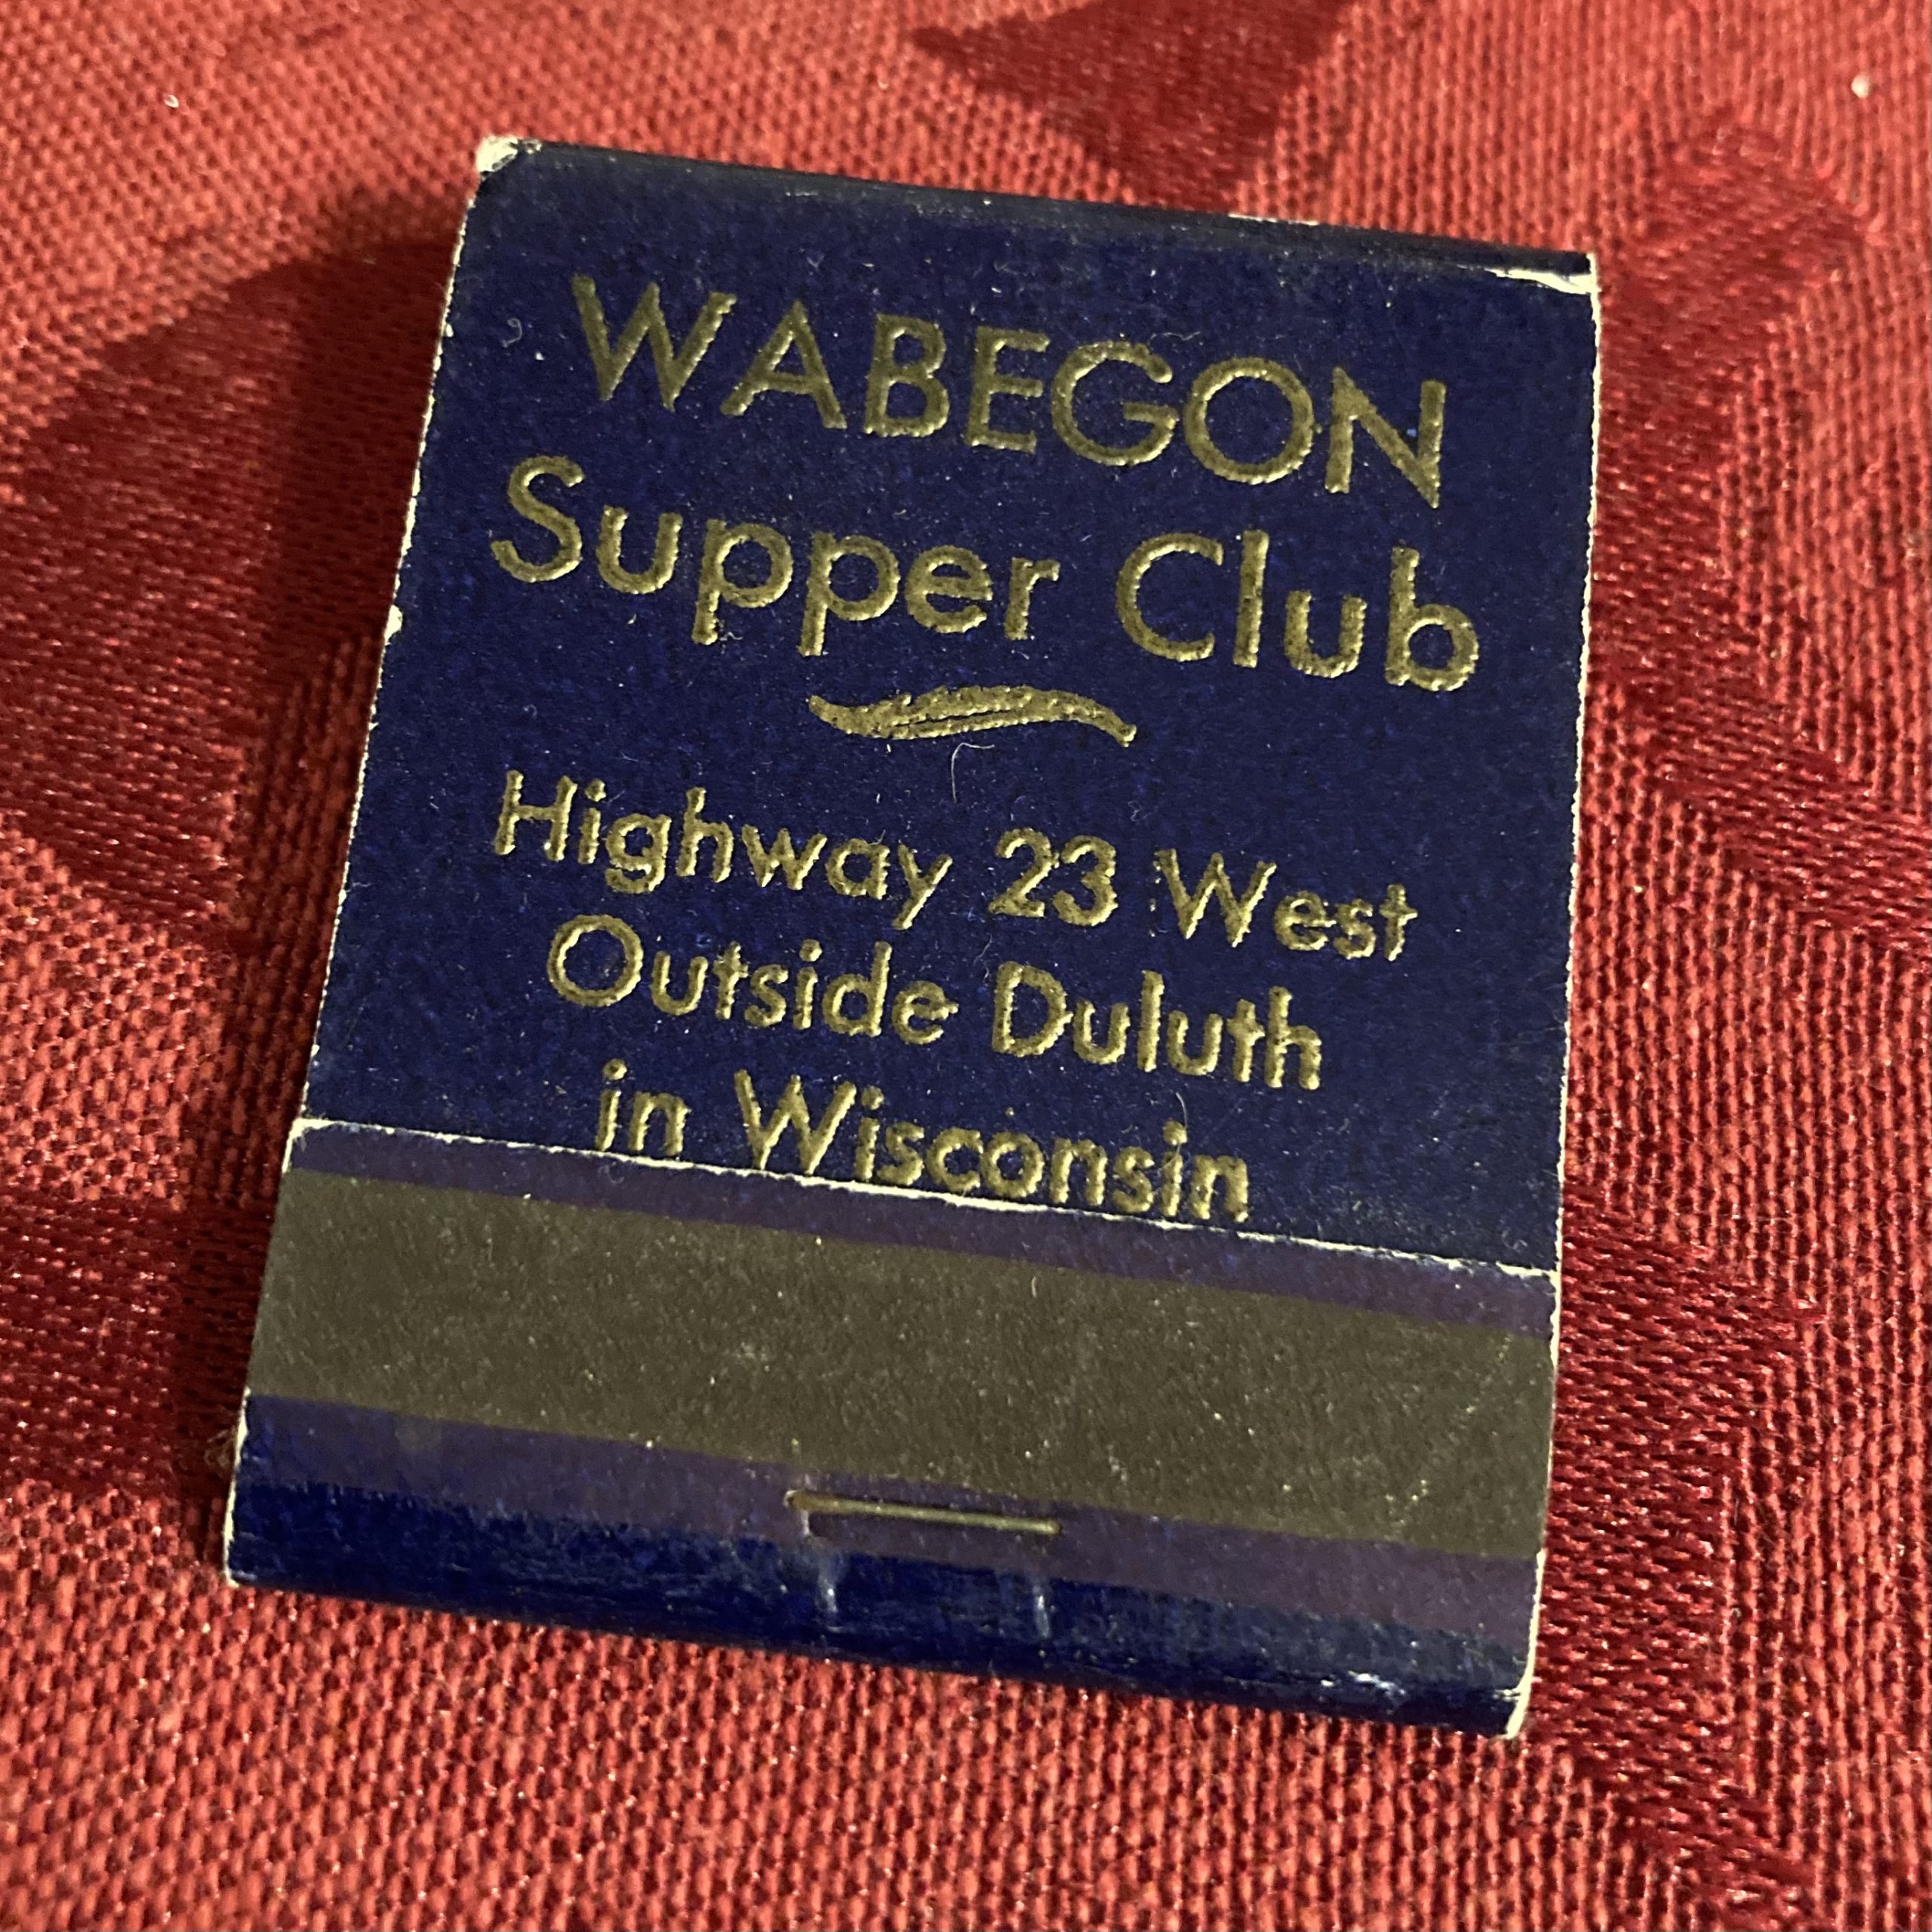 WABEGON
Supper Club
Highway 23 West
Outside Duluth
in Wisconsin